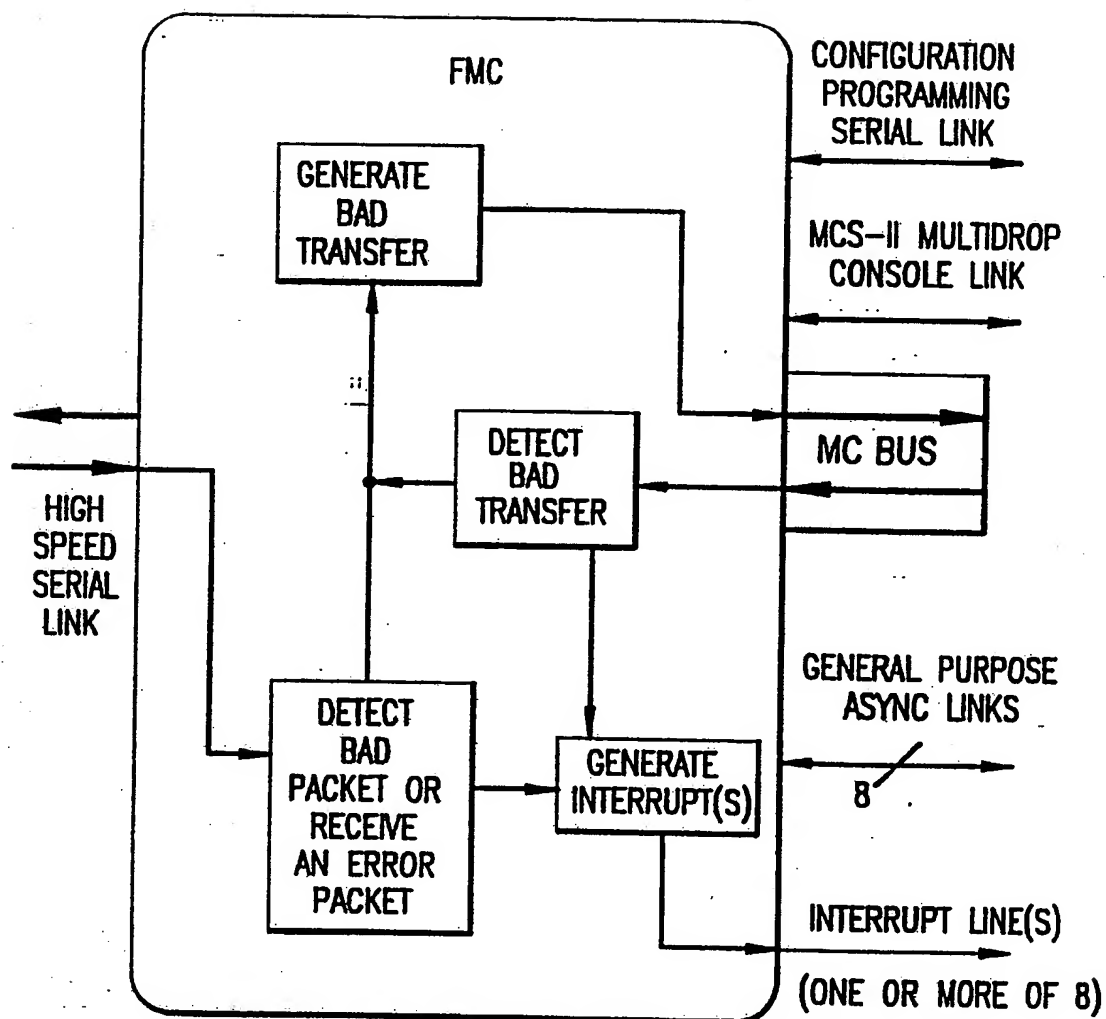 FMC
CONFIGURATION
PROGRAMMING
SERIAL LINK
GENERATE
BAD
TRANSFER
MCS-II MULTIDROP
CONSOLE LINK
DETECT
BAD
TRANSFER
MC BUS
HIGH
SPEED
SERIAL
LINK
GENERAL PURPOSE
ASYNC LINKS
8
DETECT
BAD
PACKET OR
RECEIVE
AN ERROR
PACKET
GENERATE
INTERRUPT(S)
INTERRUPT LINE(S)
(ONE OR MORE OF 8)